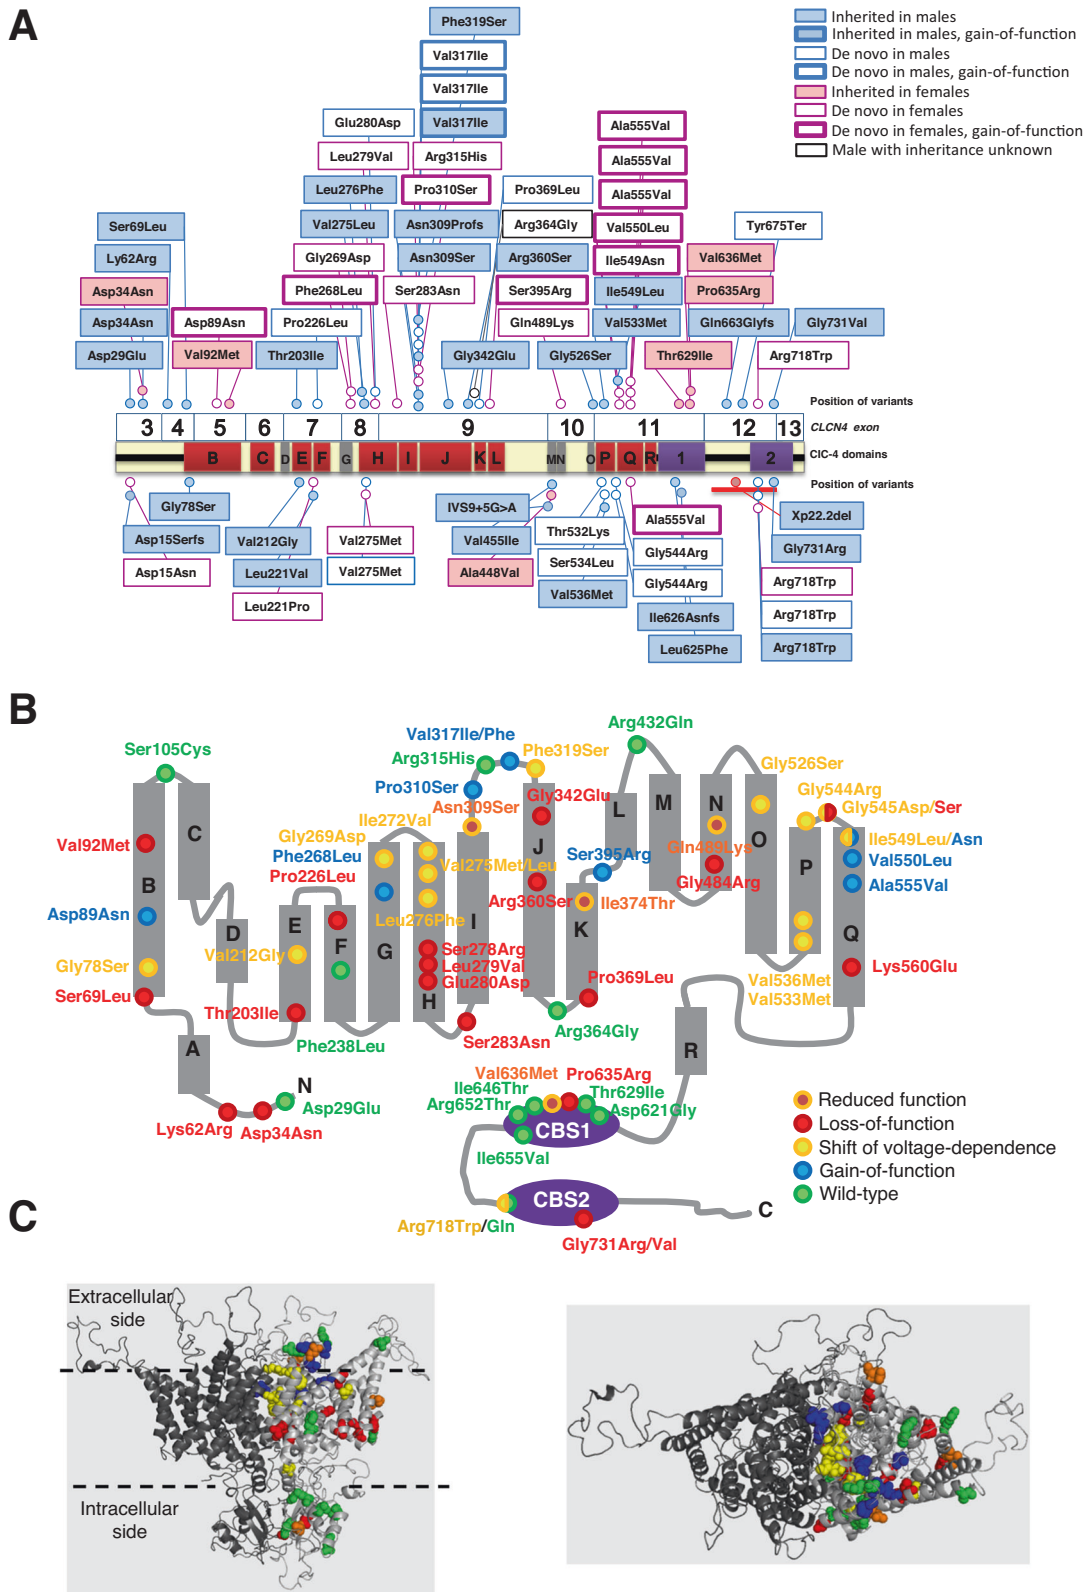 A
Inherited in males
Inherited in males, gain-of-function
De novo in males
De novo in males, gain-of-function
Inherited in females
De novo in females
De novo in females, gain-of-function
Male with inheritance unknown
Phe319Ser
Val317Ile
Val317Ile
Val317Ile
Glu280Asp
Leu279Val
Arg315His
Leu276Phe
Pro310Ser
Val275Leu
Asn309Profs
Gly269Asp
Asn309Ser
Phe268Leu
Ser283Asn
Pro226Leu
Thr203Ile
Gly342Glu
Pro369Leu
Arg364Gly
Arg360Ser
Ser395Arg
Gln489Lys
Gly526Ser
Ala555Val
Ala555Val
Ala555Val
Val550Leu
Ile549Asn
Ile549Leu
Val533Met
Tyr675Ter
Val636Met
Pro635Arg
Gln663Glyfs
Gly731Val
Thr629Ile
Arg718Trp
Ser69Leu
Ly62Arg
Asp34Asn
Asp34Asn
Asp29Glu
Asp89Asn
Val92Met
Position of variants
3 4 5 6 7 8 9 10 11 12 13
CLCN4 exon
B C D E F G H I J K L M N O P Q R 1 2
ClC-4 domains
Position of variants
Gly78Ser
Asp15Serfs
Asp15Asn
Val212Gly
Leu221Val
Leu221Pro
Val275Met
Val275Met
IVS9+5G>A
Val455Ile
Ala448Val
Thr532Lys
Ser534Leu
Val536Met
Ala555Val
Gly544Arg
Gly544Arg
Ile626Asnfs
Leu625Phe
Xp22.2del
Gly731Arg
Arg718Trp
Arg718Trp
Arg718Trp
B
Ser105Cys
Val317Ile/Phe
Arg315His
Phe319Ser
Arg432Gln
Gly526Ser
Pro310Ser
Asn309Ser
Gly342Glu
Gly544Arg
Gly545Asp/Ser
Ile272Val
Gly269Asp
Phe268Leu
Pro226Leu
Val275Met/Leu
Ser395Arg
Gln489Lys
Gly484Arg
Ile549Leu/Asn
Val550Leu
Ala555Val
Val92Met
Asp89Asn
Gly78Ser
Ser69Leu
Val212Gly
Thr203Ile
Leu276Phe
Ser278Arg
Leu279Val
Glu280Asp
Arg360Ser
Ile374Thr
Pro369Leu
Val536Met
Val533Met
Lys560Glu
Phe238Leu
Ser283Asn
Arg364Gly
A B C D E F G H I J K L M N O P Q R
N
Asp29Glu
Lys62Arg
Asp34Asn
Val636Met
Pro635Arg
Ile646Thr
Thr629Ile
Arg652Thr
Asp621Gly
CBS1
Ile655Val
CBS2
C
Arg718Trp/Gln
Gly731Arg/Val
Reduced function
Loss-of-function
Shift of voltage-dependence
Gain-of-function
Wild-type
C
Extracellular
side
Intracellular
side